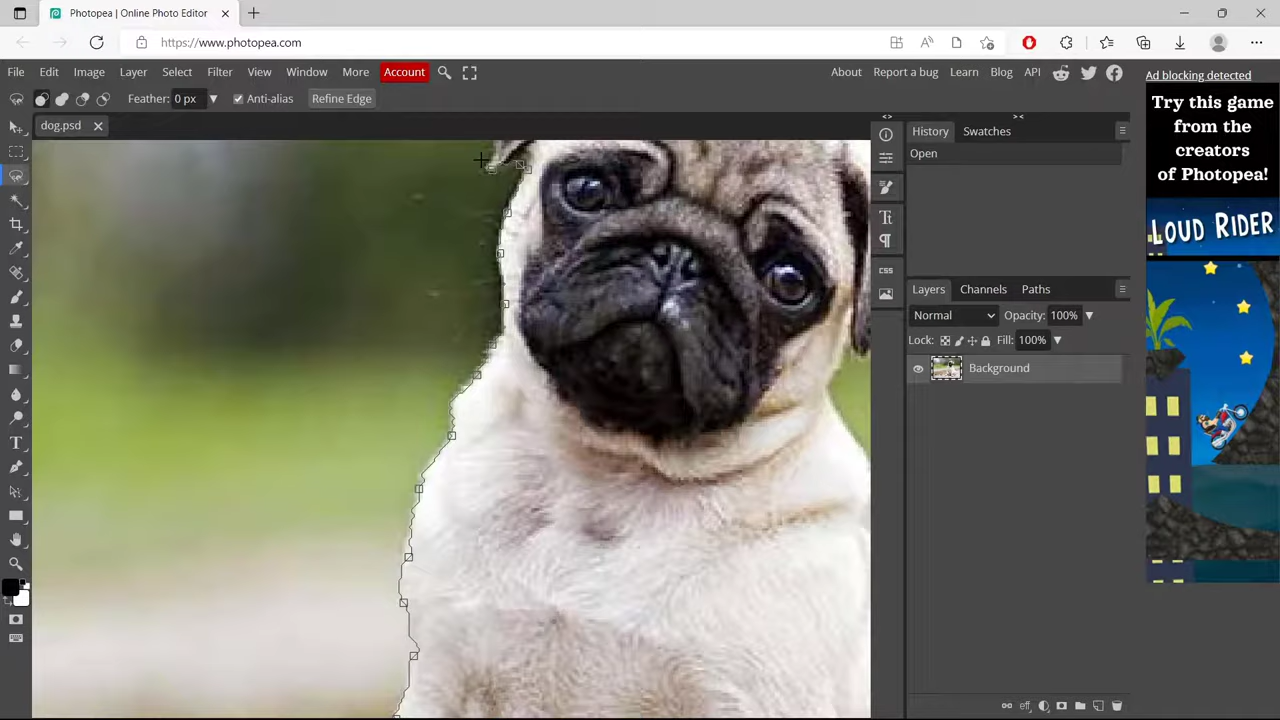 Photopea | Online Photo Editor
https://www.photopea.com
File Edit Image Layer Select Filter View Window More Account
About Report a bug Learn Blog API
Ad blocking detected
Feather: 0 px Anti-alias Refine Edge
Try this game
from the
creators
of Photopea!
LOUD RIDER
dog.psd
History Swatches
Open
Tt
CSS
Layers Channels Paths
Normal Opacity: 100%
Lock: Fill: 100%
Background
T
eff